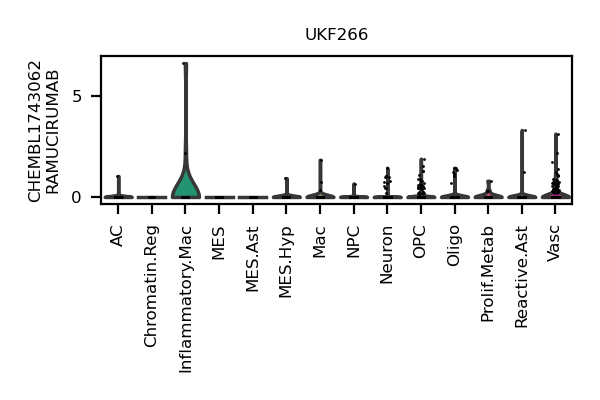 UKF266
CHEMBL1743062
RAMUCIRUMAB
5
0
AC
Chromatin.Reg
Inflammatory.Mac
MES
MES.Ast
MES.Hyp
Mac
NPC
Neuron
OPC
Oligo
Prolif.Metab
Reactive.Ast
Vasc